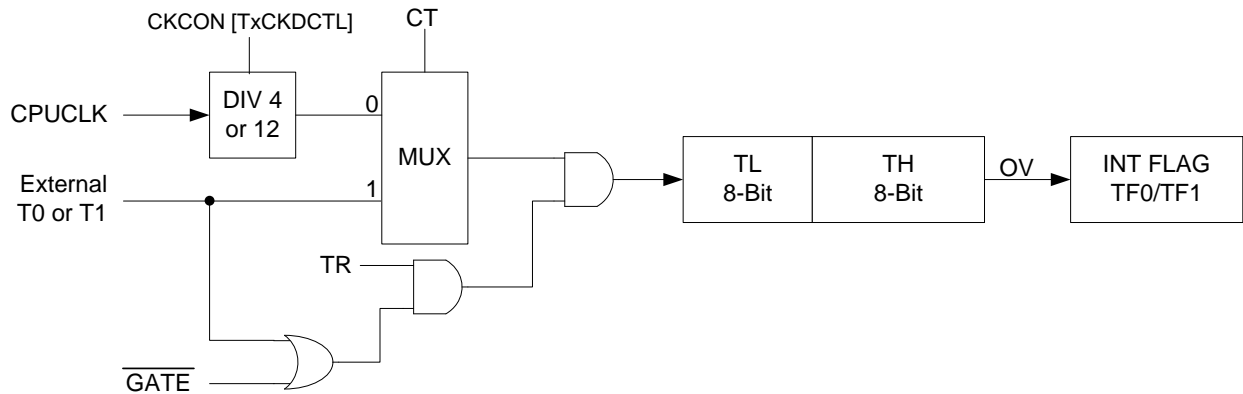 CKCON [TxCKDCTL]
CT
CPUCLK
DIV 4
or 12
0
MUX
External
T0 or T1
1
TL
8-Bit
TH
8-Bit
OV
INT FLAG
TF0/TF1
TR
GATE